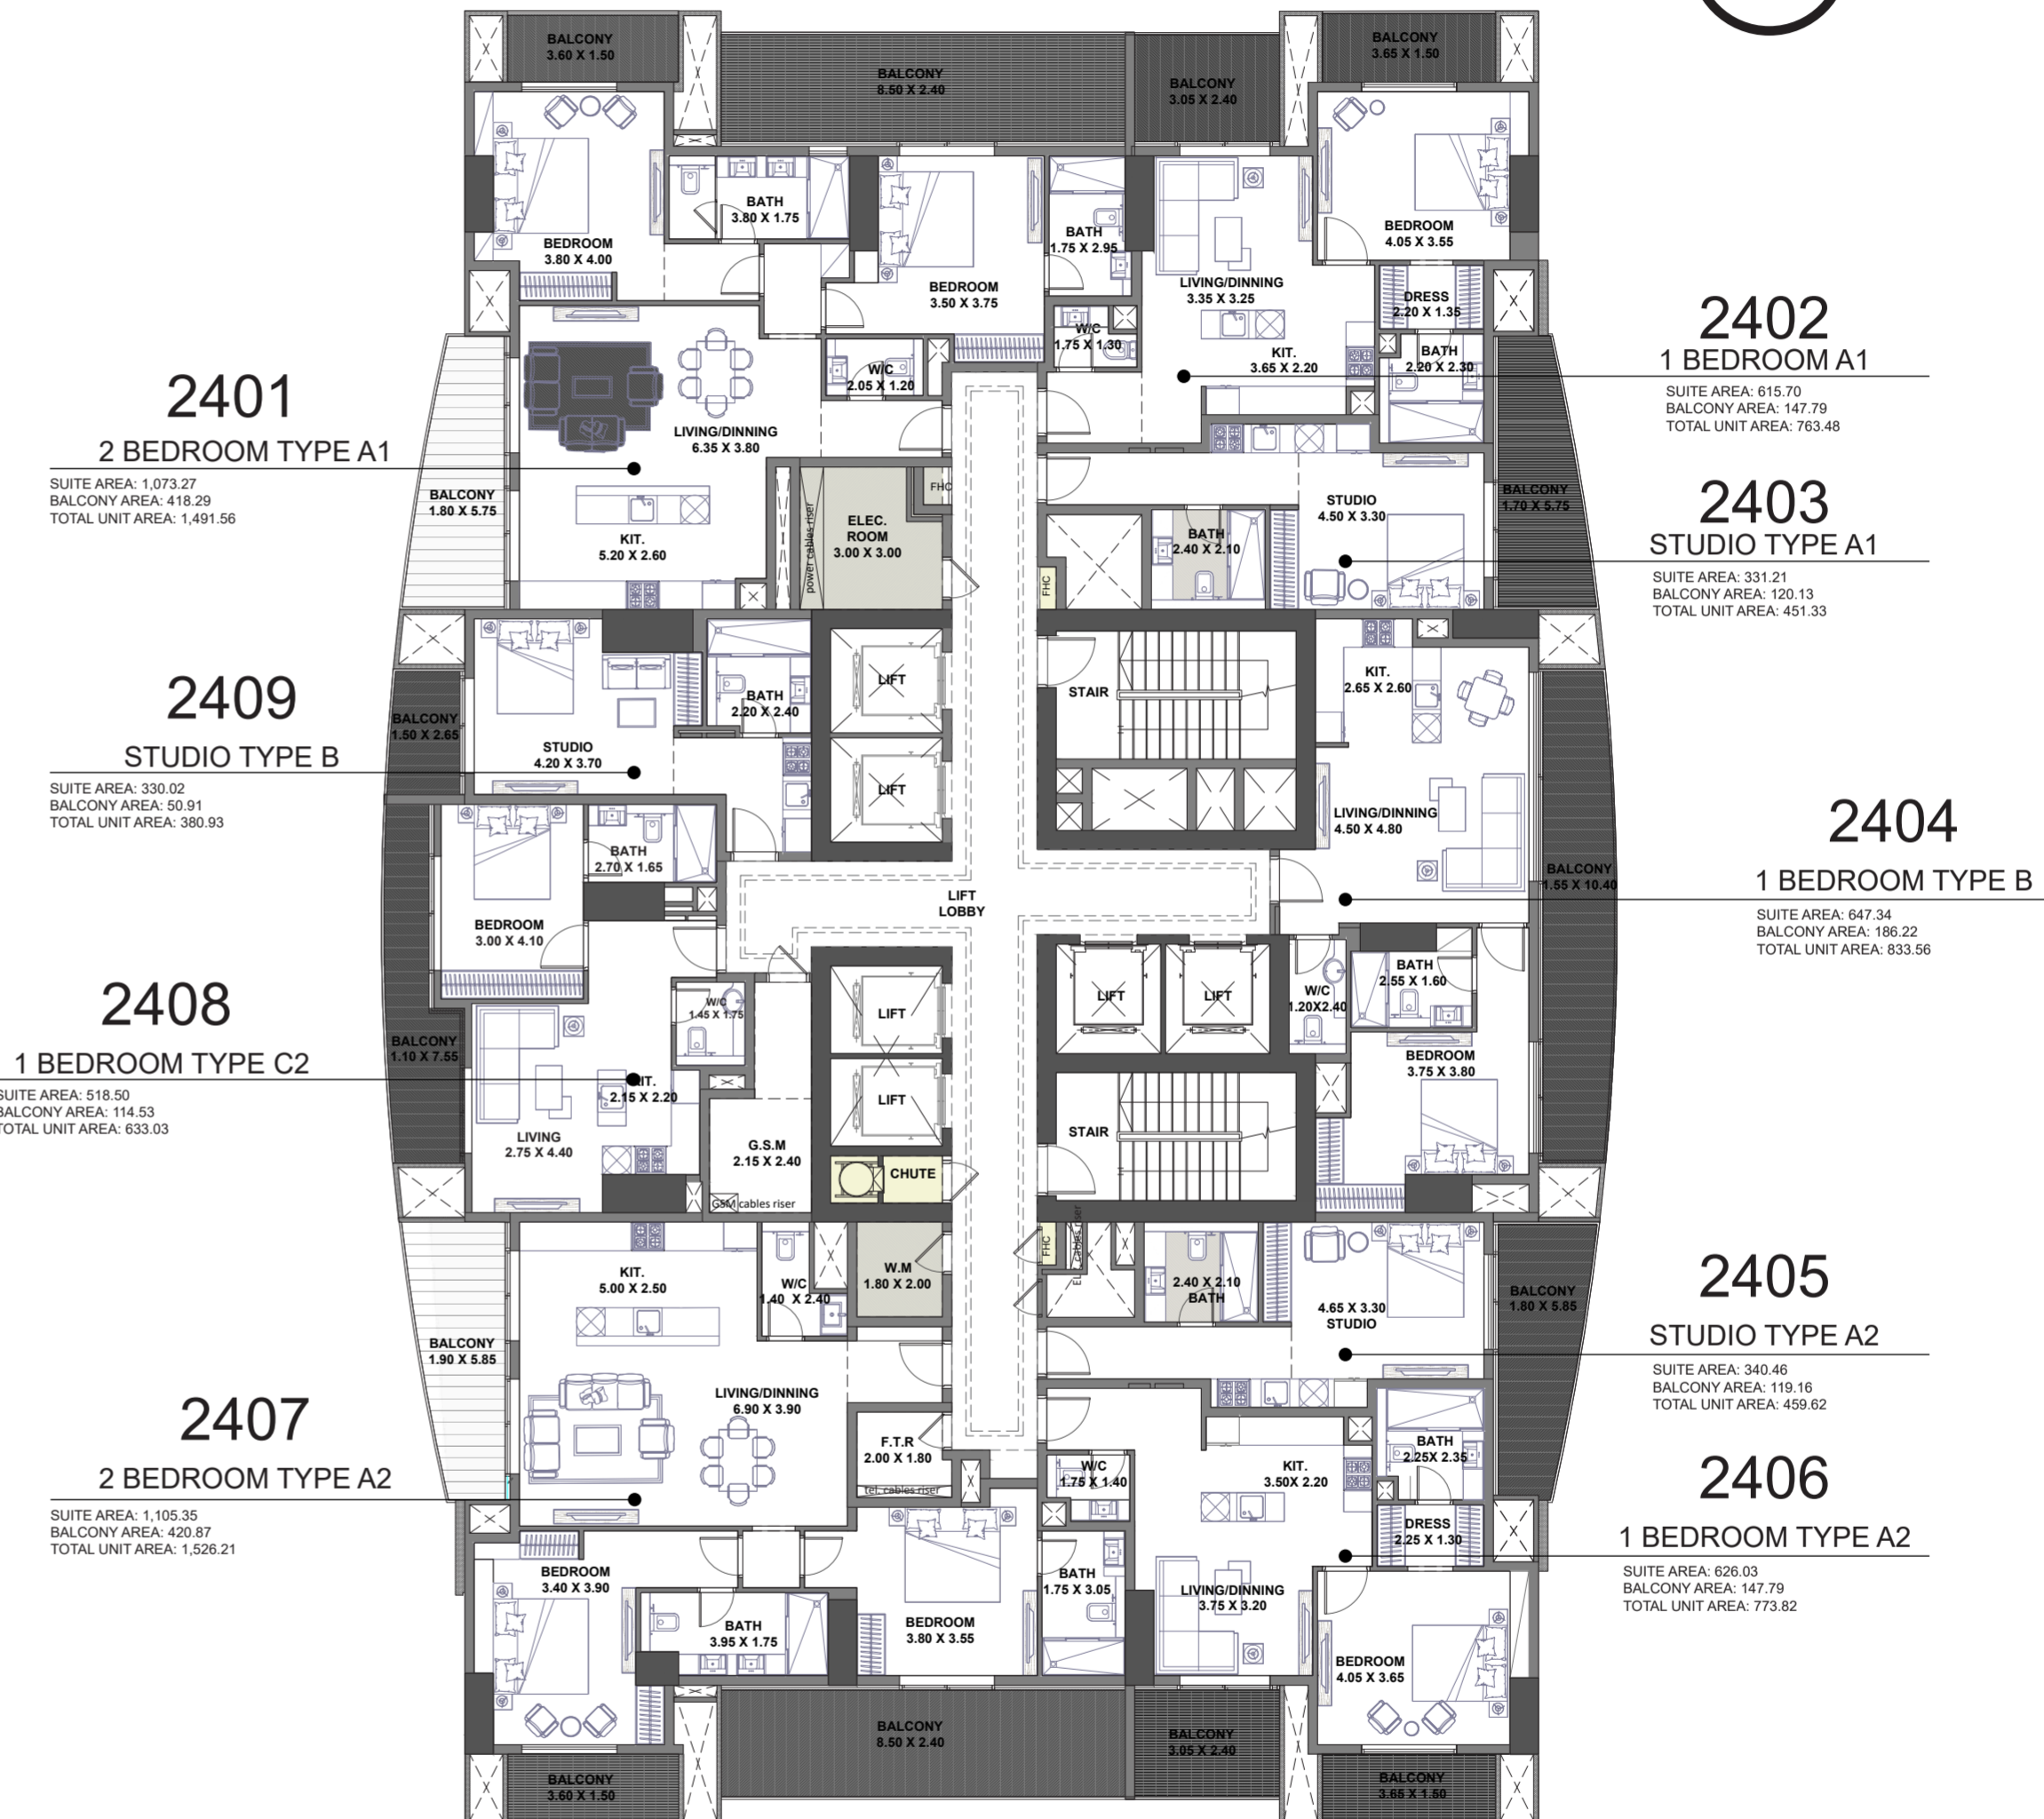 BALCONY
3.60 X 1.50
BALCONY
8.50 X 2.40
BALCONY
3.05 X 2.40
BALCONY
3.65 X 1.50
BEDROOM
3.80 X 4.00
BATH
3.80 X 1.75
BEDROOM
3.50 X 3.75
BATH
1.75 X 2.95
LIVING/DINNING
3.35 X 3.25
BEDROOM
4.05 X 3.55
DRESS
2.20 X 1.35
W/C
1.75 X 1.30
KIT.
3.65 X 2.20
BATH
2.20 X 2.30
W/C
2.05 X 1.20
2401
2 BEDROOM TYPE A1
SUITE AREA: 1,073.27
BALCONY AREA: 418.29
TOTAL UNIT AREA: 1,491.56
LIVING/DINNING
6.35 X 3.80
BALCONY
1.80 X 5.75
KIT.
5.20 X 2.60
power cables riser
ELEC.
ROOM
3.00 X 3.00
FHC
2402
1 BEDROOM A1
SUITE AREA: 615.70
BALCONY AREA: 147.79
TOTAL UNIT AREA: 763.48
2403
STUDIO TYPE A1
SUITE AREA: 331.21
BALCONY AREA: 120.13
TOTAL UNIT AREA: 451.33
BALCONY
1.70 X 5.75
STUDIO
4.50 X 3.30
BATH
2.40 X 2.10
FHC
2409
STUDIO TYPE B
SUITE AREA: 330.02
BALCONY AREA: 50.91
TOTAL UNIT AREA: 380.93
BALCONY
1.50 X 2.65
STUDIO
4.20 X 3.70
BATH
2.20 X 2.40
LIFT
LIFT
STAIR
KIT.
2.65 X 2.60
LIVING/DINNING
4.50 X 4.80
BALCONY
1.55 X 10.40
2404
1 BEDROOM TYPE B
SUITE AREA: 647.34
BALCONY AREA: 186.22
TOTAL UNIT AREA: 833.56
BATH
2.70 X 1.65
BEDROOM
3.00 X 4.10
LIFT
LOBBY
2408
1 BEDROOM TYPE C2
SUITE AREA: 518.50
BALCONY AREA: 114.53
TOTAL UNIT AREA: 633.03
BALCONY
1.10 X 7.55
W/C
1.45 X 1.75
KIT.
2.15 X 2.20
LIVING
2.75 X 4.40
G.S.M
2.15 X 2.40
GSM cables riser
LIFT
LIFT
CHUTE
LIFT
LIFT
W/C
1.20X2.40
BATH
2.55 X 1.60
BEDROOM
3.75 X 3.80
STAIR
2407
2 BEDROOM TYPE A2
SUITE AREA: 1,105.35
BALCONY AREA: 420.87
TOTAL UNIT AREA: 1,526.21
BALCONY
1.90 X 5.85
KIT.
5.00 X 2.50
W/C
1.40 X 2.40
W.M
1.80 X 2.00
LIVING/DINNING
6.90 X 3.90
F.T.R
2.00 X 1.80
tel. cables riser
FHC
2.40 X 2.10
BATH
4.65 X 3.30
STUDIO
BALCONY
1.80 X 5.85
2405
STUDIO TYPE A2
SUITE AREA: 340.46
BALCONY AREA: 119.16
TOTAL UNIT AREA: 459.62
2406
1 BEDROOM TYPE A2
SUITE AREA: 626.03
BALCONY AREA: 147.79
TOTAL UNIT AREA: 773.82
W/C
1.75 X 1.40
KIT.
3.50X 2.20
BATH
2.25X 2.35
DRESS
2.25 X 1.30
BEDROOM
3.40 X 3.90
BATH
3.95 X 1.75
BEDROOM
3.80 X 3.55
BATH
1.75 X 3.05
LIVING/DINNING
3.75 X 3.20
BEDROOM
4.05 X 3.65
BALCONY
3.60 X 1.50
BALCONY
8.50 X 2.40
BALCONY
3.05 X 2.40
BALCONY
3.65 X 1.50